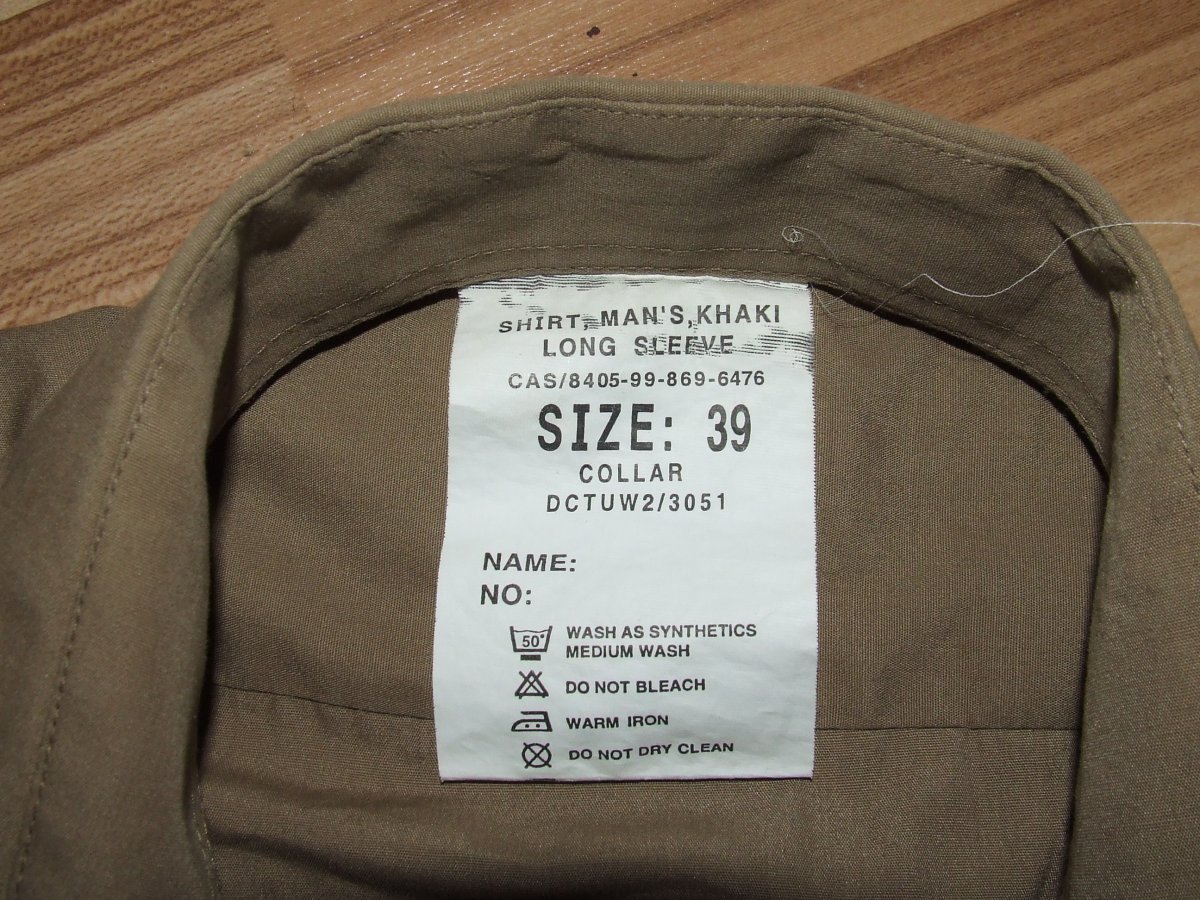 SHIRT, MAN'S, KHAKI
LONG SLEEVE
CAS/8405-99-869-6476
SIZE: 39
COLLAR
DCTUW2/3051
NAME:
NO:
50° WASH AS SYNTHETICS
MEDIUM WASH
DO NOT BLEACH
WARM IRON
DO NOT DRY CLEAN